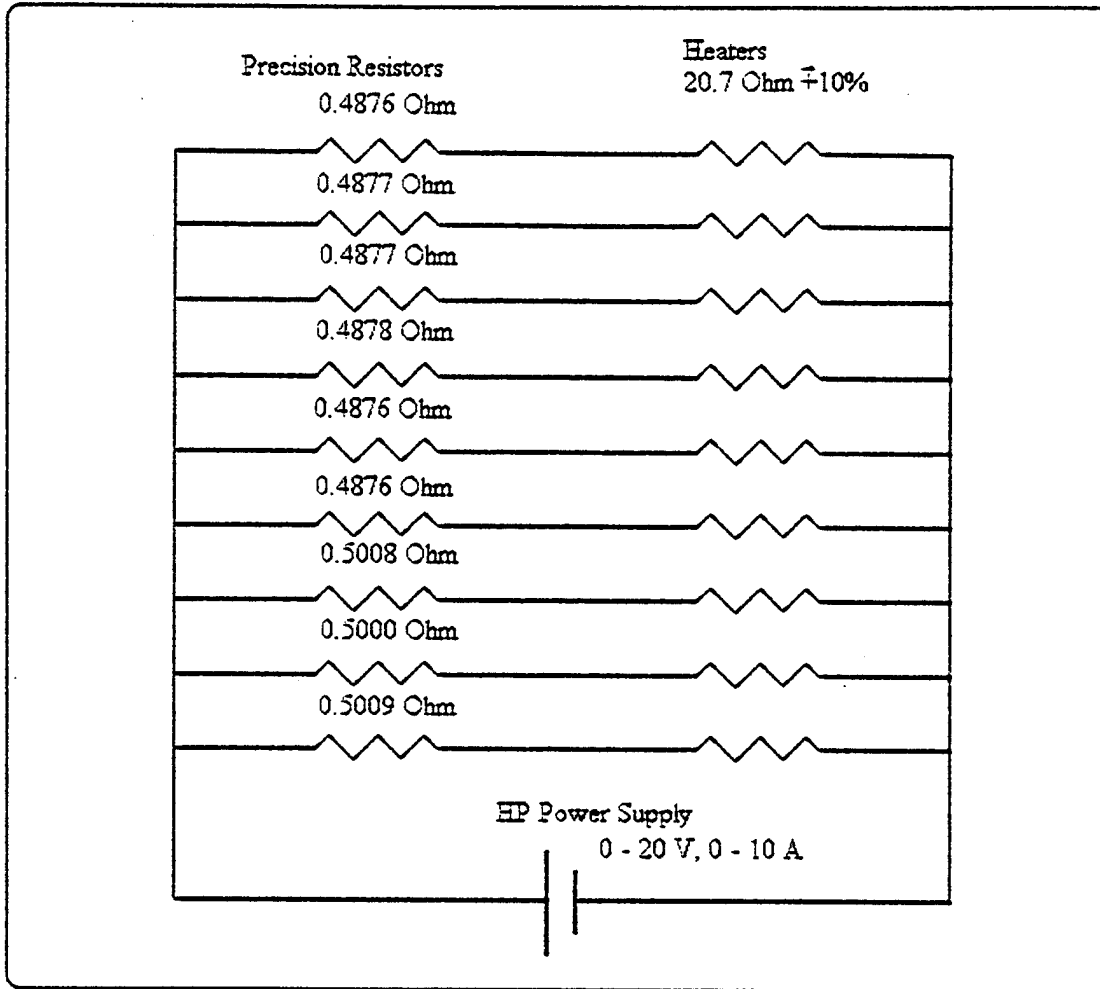 Precision Resistors
Heaters
20.7 Ohm ∓10%
0.4876 Ohm
0.4877 Ohm
0.4877 Ohm
0.4878 Ohm
0.4876 Ohm
0.4876 Ohm
0.5008 Ohm
0.5000 Ohm
0.5009 Ohm
HP Power Supply
0 - 20 V, 0 - 10 A